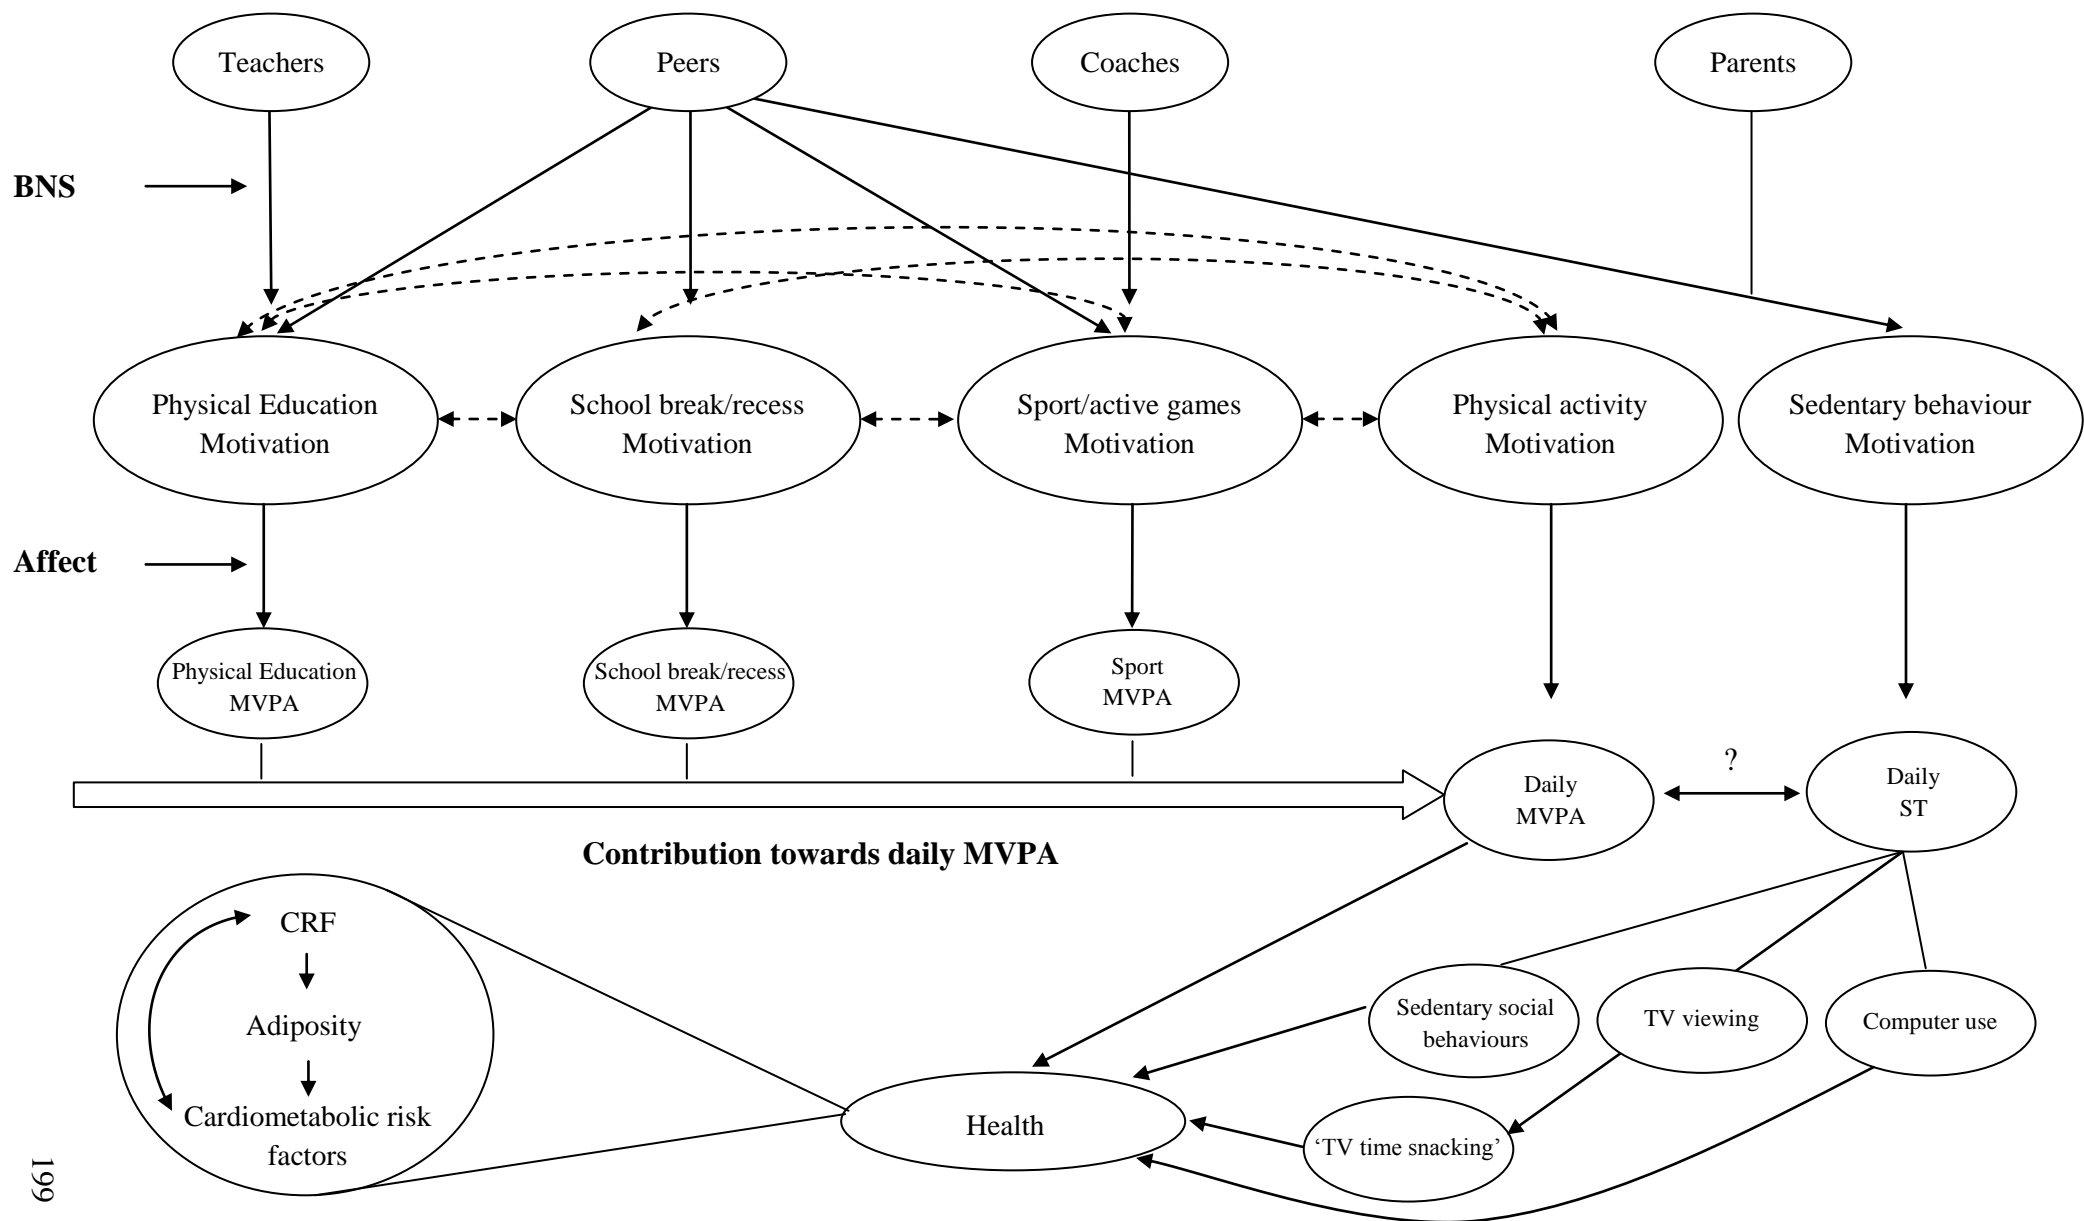 Teachers
Peers
Coaches
Parents
BNS
Physical Education
Motivation
School break/recess
Motivation
Sport/active games
Motivation
Physical activity
Motivation
Sedentary behaviour
Motivation
Affect
Physical Education
MVPA
School break/recess
MVPA
Sport
MVPA
Daily
MVPA
?
Daily
ST
Contribution towards daily MVPA
CRF
Adiposity
Cardiometabolic risk
factors
Health
Sedentary social
behaviours
TV viewing
Computer use
‘TV time snacking’
199